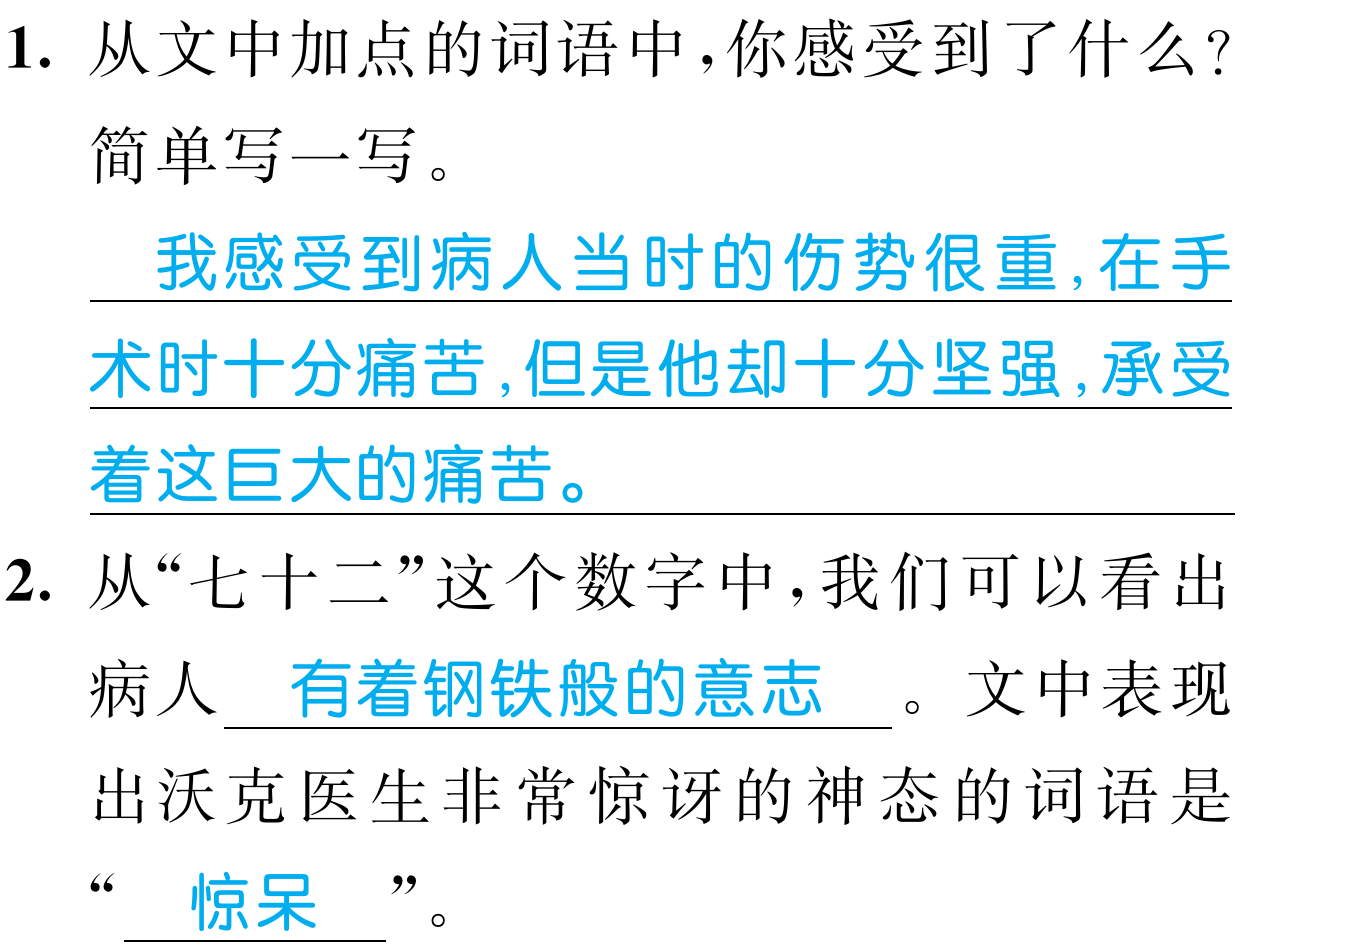 1. 从文中加点的词语中,你感受到了什么?
简单写一写。
我感受到病人当时的伤势很重,在手
术时十分痛苦,但是他却十分坚强,承受
着这巨大的痛苦。
2. 从“七十二”这个数字中,我们可以看出
病人 有着钢铁般的意志 。文中表现
出沃克医生非常惊讶的神态的词语是
“ 惊呆 ”。